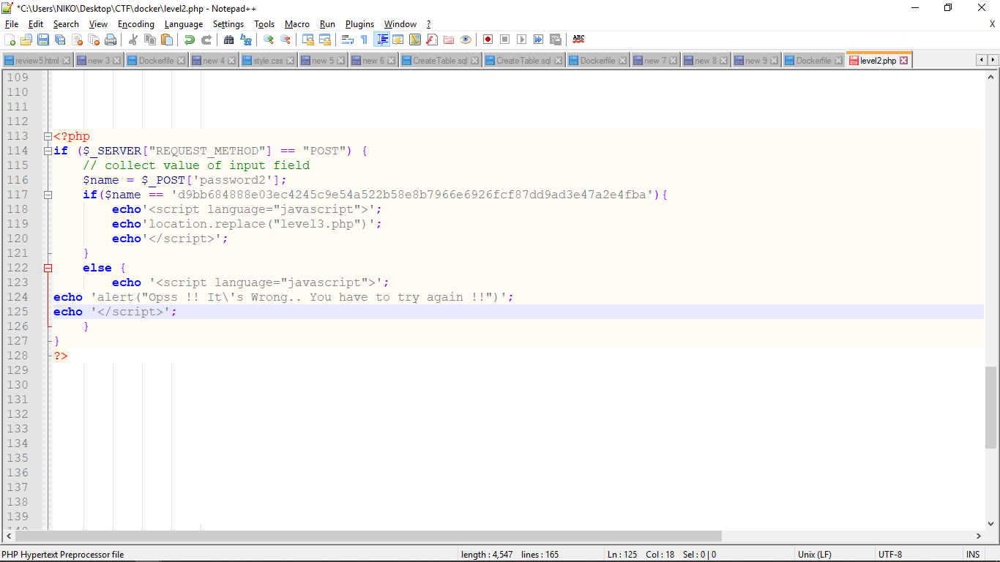 *C:\Users\NIKO\Desktop\CTF\docker\level2.php - Notepad++
File Edit Search View Encoding Language Settings Tools Macro Run Plugins Window ? X
ABC
review5.html new 3 Dockerfile new 4 style.css new 5 new 6 CreateTable.sql CreateTable.sql Dockerfile new 7 new 8 new 9 Dockerfile level2.php
109
110
111
112
113 <?php
114 if ($_SERVER["REQUEST_METHOD"] == "POST") {
115 // collect value of input field
116 $name = $_POST['password2'];
117 if($name == 'd9bb684888e03ec4245c9e54a522b58e8b7966e6926fcf87dd9ad3e47a2e4fba'){
118 echo'<script language="javascript">';
119 echo'location.replace("level3.php")';
120 echo'</script>';
121 }
122 else {
123 echo '<script language="javascript">';
124 echo 'alert("Opss !! It\'s Wrong.. You have to try again !!")';
125 echo '</script>';
126 }
127 }
128 ?>
129
130
131
132
133
134
135
136
137
138
139
140
PHP Hypertext Preprocessor file length : 4,547 lines : 165 Ln : 125 Col : 18 Sel : 0 | 0 Unix (LF) UTF-8 INS